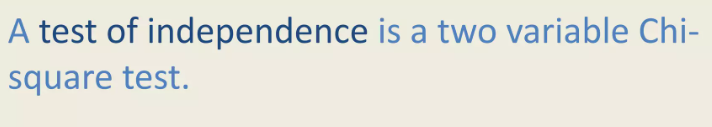 A test of independence is a two variable Chi-
square test.